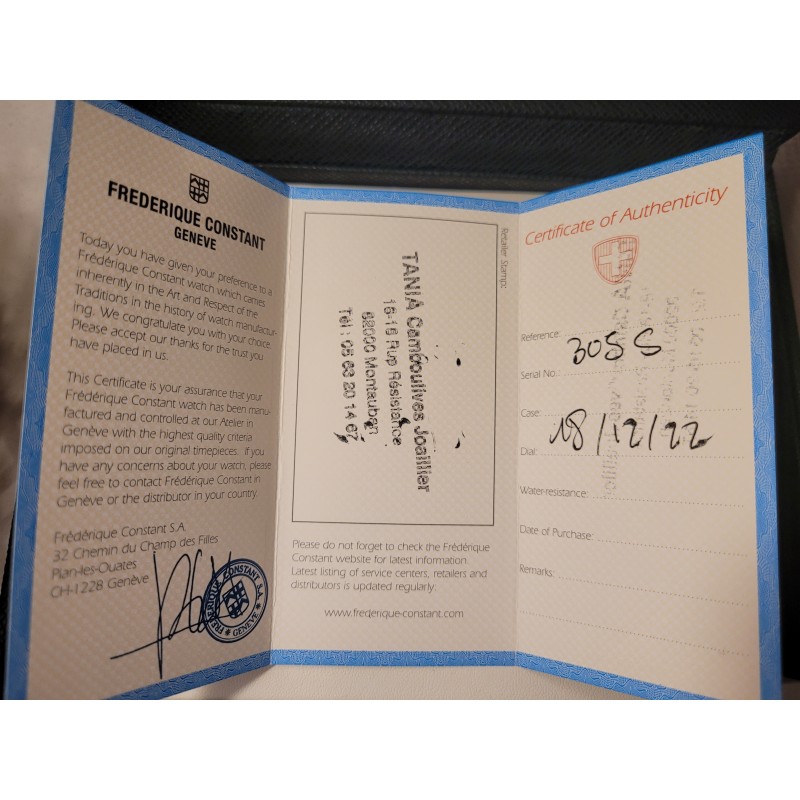 FREDERIQUE CONSTANT
GENEVE
Today you have given your preference to a
Frédérique Constant watch which carries
inherently in the Art and Respect of the
Traditions in the history of watch manufactur-
ing. We congratulate you with your choice.
Please accept our thanks for the trust you
have placed in us.
This Certificate is your assurance that your
Frédérique Constant watch has been manu-
factured and controlled at our Atelier in
Genève with the highest quality criteria
imposed on our original timepieces. If you
have any concerns about your watch, please
feel free to contact Frédérique Constant in
Genève or the distributor in your country.
Frédérique Constant S.A.
32 Chemin du Champ des Filles
Plan-les-Ouates
CH-1228 Genève
FREDERIQUE CONSTANT S.A.
GENEVE
Retailer Stamp:
TANIA Camboulives Joaillier
16-18 Rue Résistance
82000 Montauban
Tél : 05 63 20 14 67
Please do not forget to check the Frédérique
Constant website for latest information.
Latest listing of service centers, retailers and
distributors is updated regularly.
www.frederique-constant.com
Certificate of Authenticity
Reference:
305S
Serial No.:
Case:
18/12/22
Dial:
Water-resistance:
Date of Purchase:
Remarks: